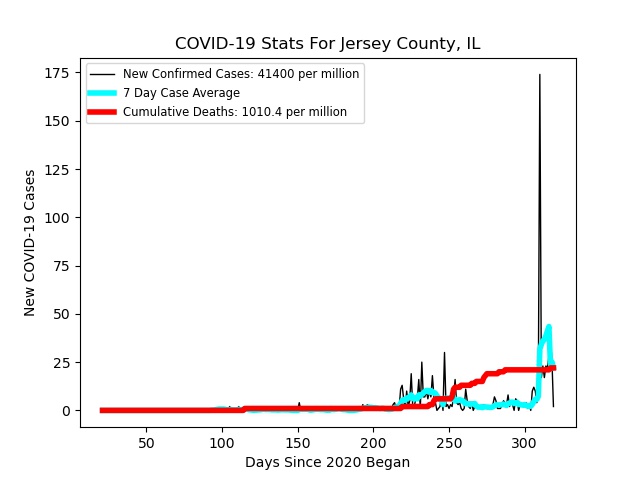 COVID-19 Stats For Jersey County, IL
New Confirmed Cases: 41400 per million
7 Day Case Average
Cumulative Deaths: 1010.4 per million
New COVID-19 Cases
175
150
125
100
75
50
25
0
50
100
150
200
250
300
Days Since 2020 Began